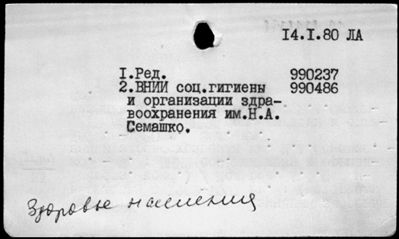 14.I.80 ЛА
I.Ред. 990237
2.ВНИИ соц.гигиены 990486
и организации здра-
воохранения им.Н.А.
Семашко.
Здоровье населения